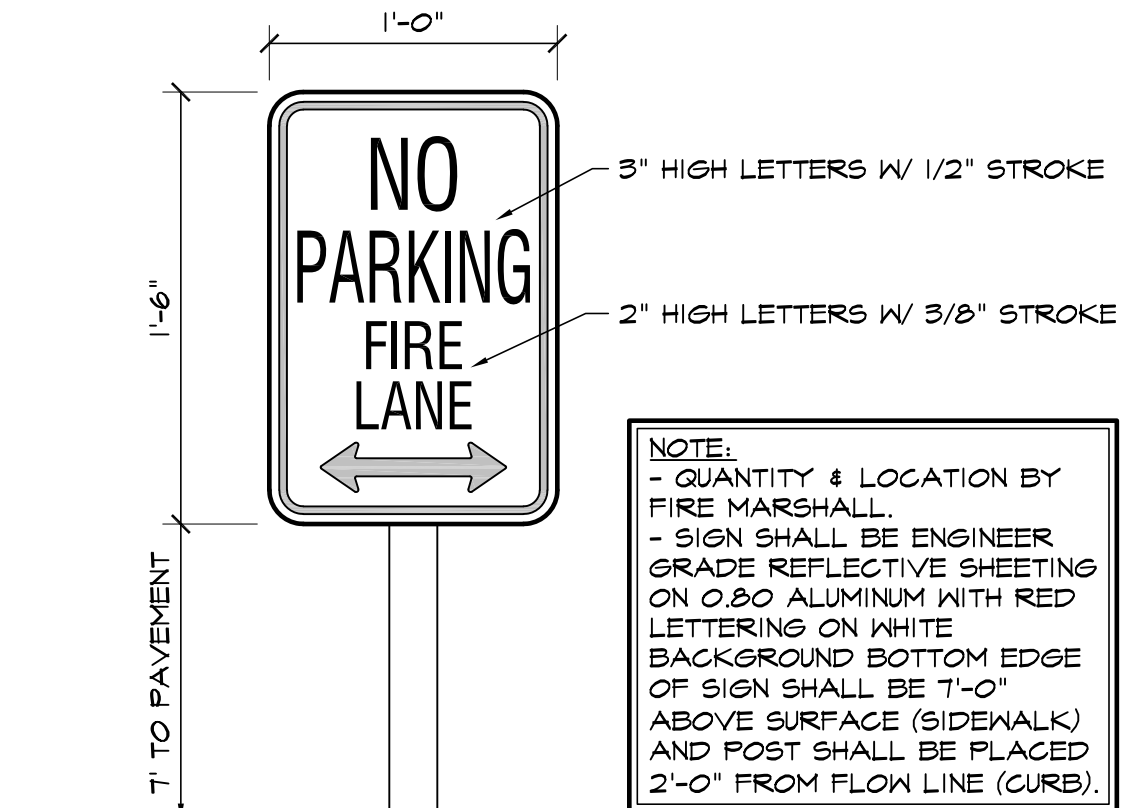 1'-0"
NO
PARKING
FIRE
LANE
3" HIGH LETTERS W/ 1/2" STROKE
2" HIGH LETTERS W/ 3/8" STROKE
1'-6"
7' TO PAVEMENT
NOTE:
- QUANTITY & LOCATION BY
FIRE MARSHALL.
- SIGN SHALL BE ENGINEER
GRADE REFLECTIVE SHEETING
ON 0.80 ALUMINUM WITH RED
LETTERING ON WHITE
BACKGROUND BOTTOM EDGE
OF SIGN SHALL BE 7'-0"
ABOVE SURFACE (SIDEWALK)
AND POST SHALL BE PLACED
2'-0" FROM FLOW LINE (CURB).